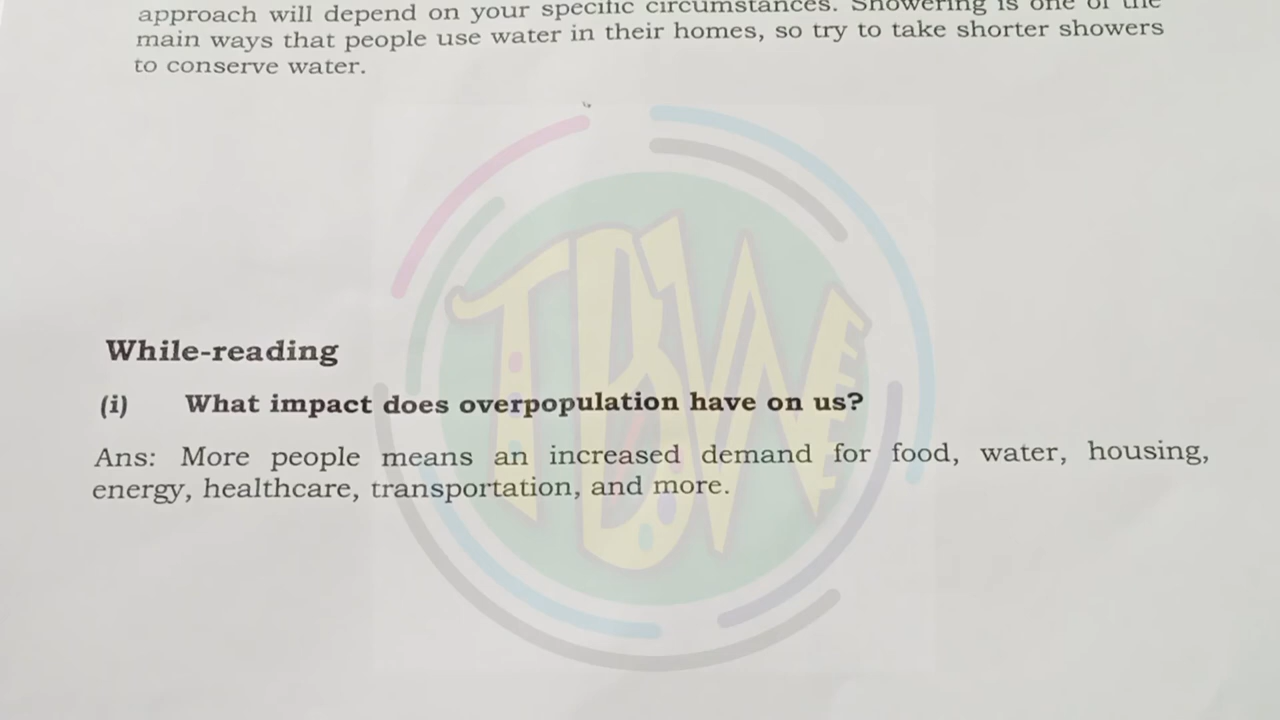 approach will depend on your specific circumstances. Showering is one of the
main ways that people use water in their homes, so try to take shorter showers
to conserve water.
While-reading
(i) What impact does overpopulation have on us?
Ans: More people means an increased demand for food, water, housing,
energy, healthcare, transportation, and more.